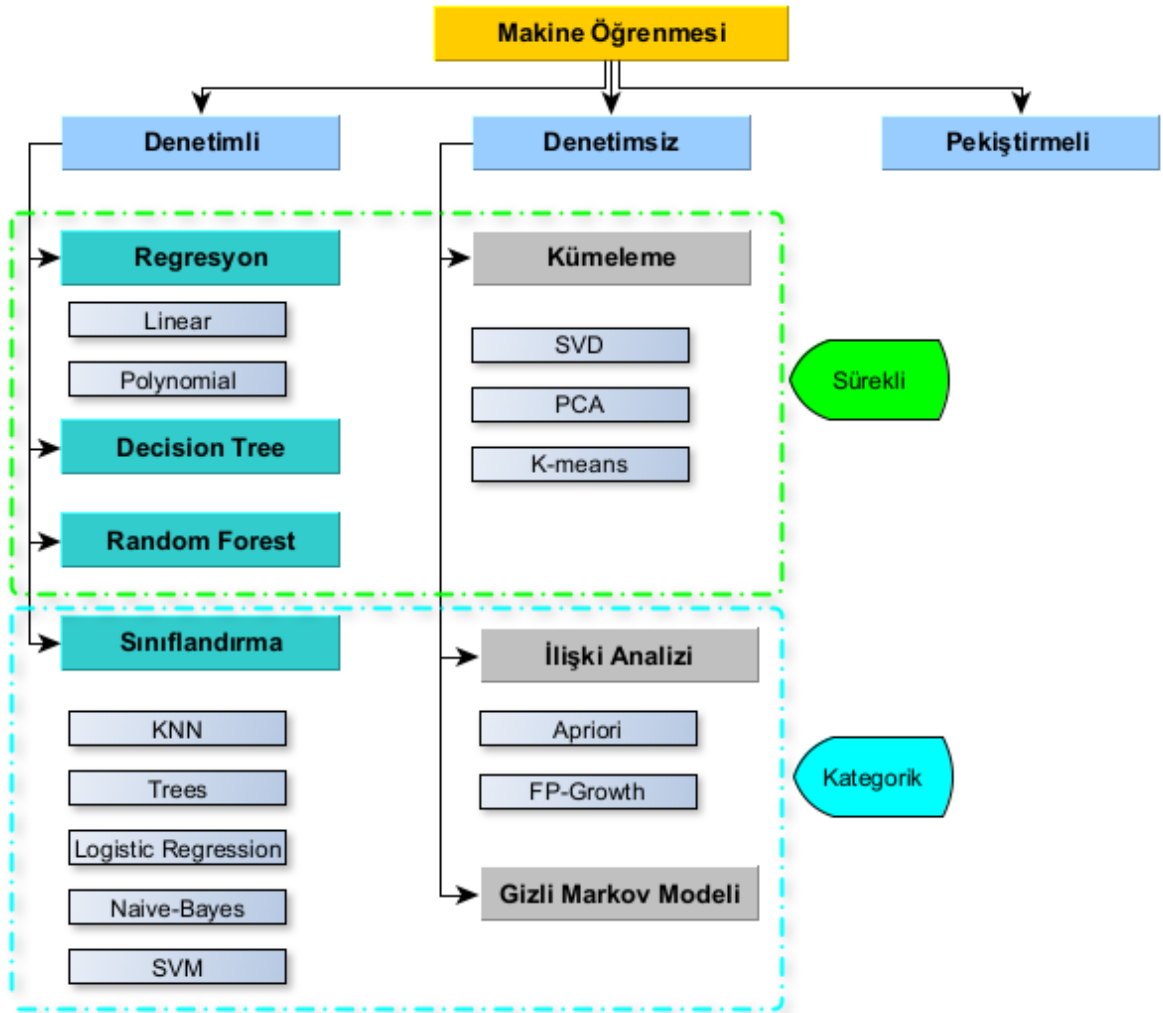 Makine Öğrenmesi
Denetimli
Denetimsiz
Pekiştirmeli
Regresyon
Linear
Polynomial
Decision Tree
Random Forest
Kümeleme
SVD
PCA
K-means
Sürekli
Sınıflandırma
KNN
Trees
Logistic Regression
Naive-Bayes
SVM
İlişki Analizi
Apriori
FP-Growth
Gizli Markov Modeli
Kategorik